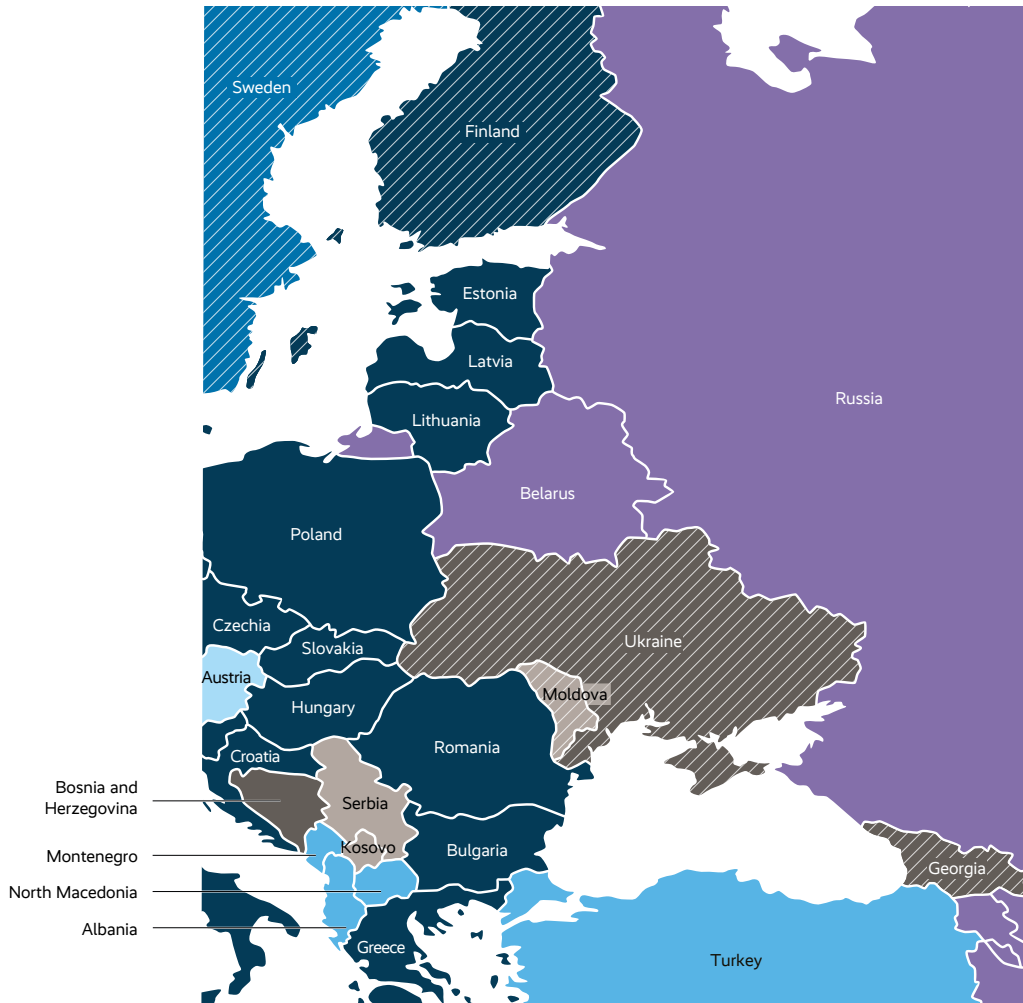 Sweden
Finland
Estonia
Latvia
Russia
Lithuania
Belarus
Poland
Czechia
Ukraine
Slovakia
Austria
Moldova
Hungary
Romania
Croatia
Bosnia and
Herzegovina
Serbia
Kosovo
Bulgaria
Montenegro
Georgia
North Macedonia
Albania
Greece
Turkey